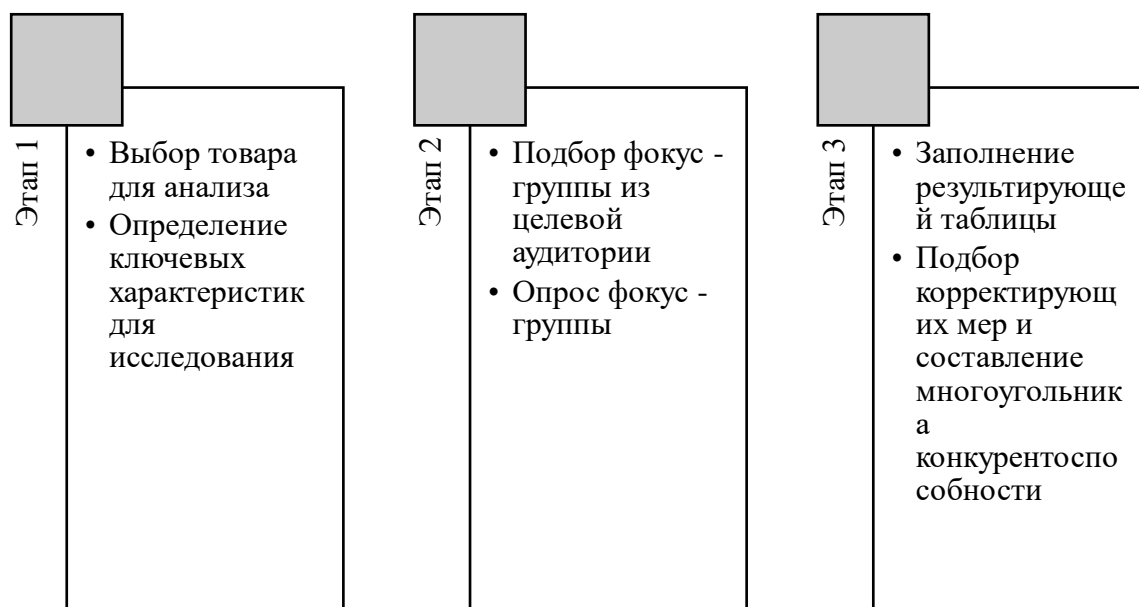 Этап 1
• Выбор товара
для анализа
• Определение
ключевых
характеристик
для
исследования
Этап 2
• Подбор фокус -
группы из
целевой
аудитории
• Опрос фокус -
группы
Этап 3
• Заполнение
результирующе
й таблицы
• Подбор
корректирующ
их мер и
составление
многоугольник
а
конкурентоспо
собности